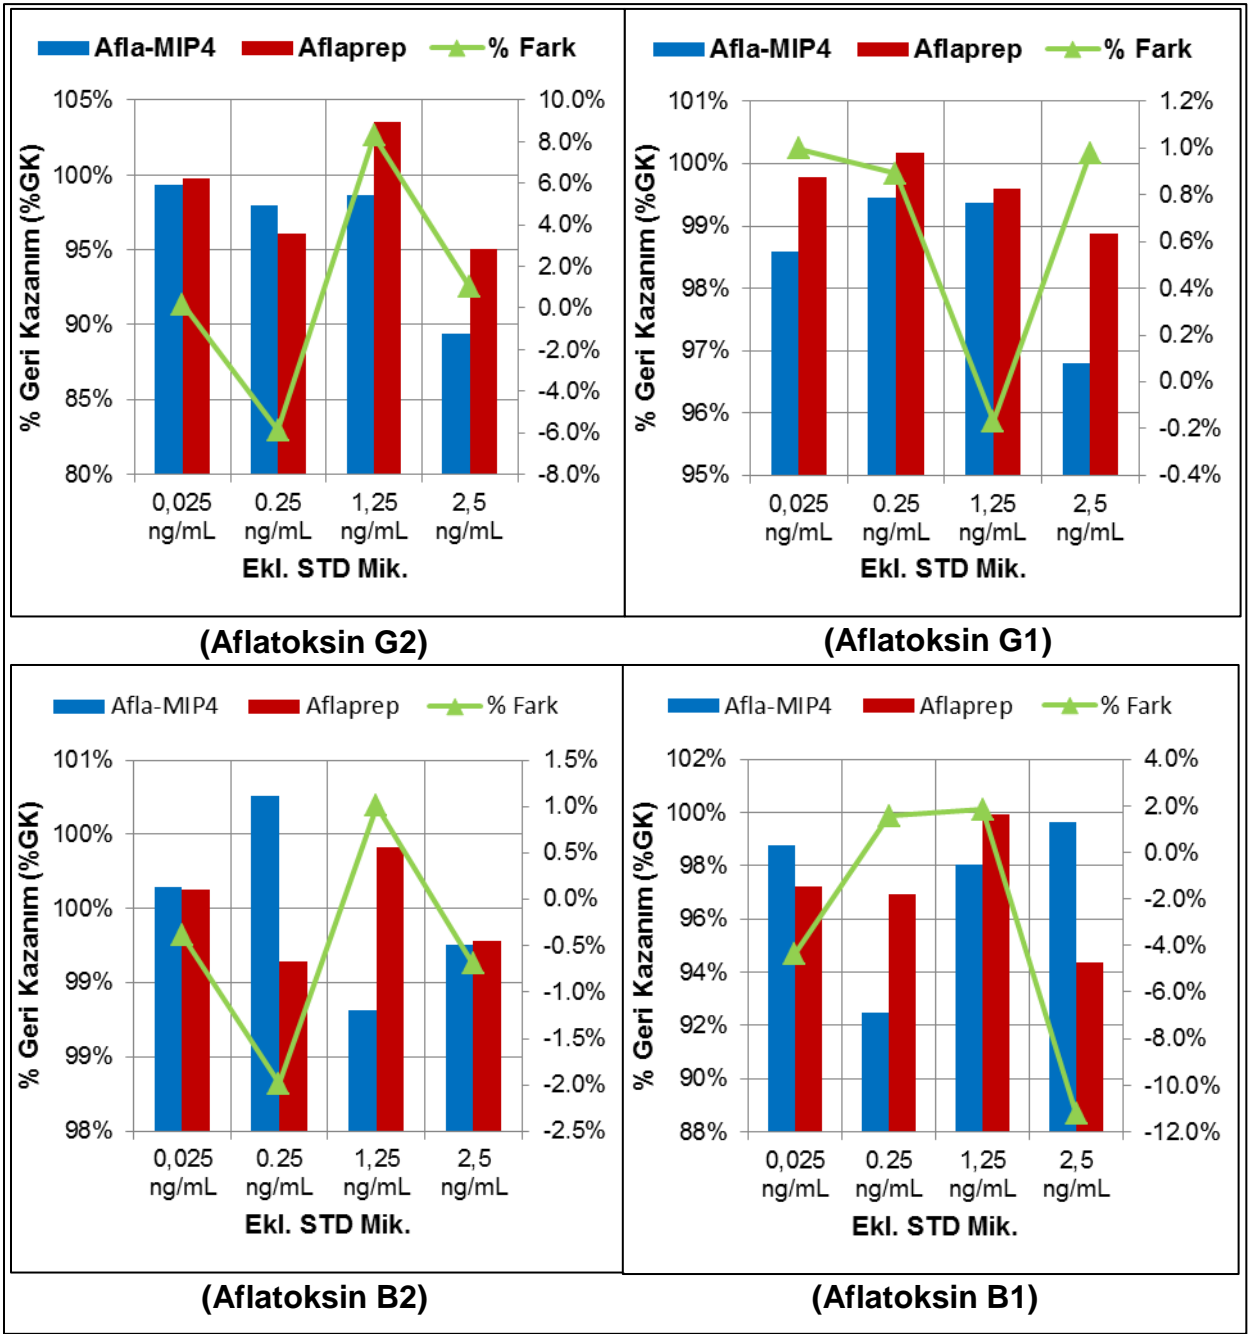 Afla-MIP4 Aflaprep % Fark
% Geri Kazanım (%GK)
105%
100%
95%
90%
85%
80%
10.0%
8.0%
6.0%
4.0%
2.0%
0.0%
-2.0%
-4.0%
-6.0%
-8.0%
0,025 0.25 1,25 2,5
ng/mL ng/mL ng/mL ng/mL
Ekl. STD Mik.
(Aflatoksin G2)
Afla-MIP4 Aflaprep % Fark
% Geri Kazanım (%GK)
101%
100%
99%
98%
97%
96%
95%
1.2%
1.0%
0.8%
0.6%
0.4%
0.2%
0.0%
-0.2%
-0.4%
0,025 0.25 1,25 2,5
ng/mL ng/mL ng/mL ng/mL
Ekl. STD Mik.
(Aflatoksin G1)
Afla-MIP4 Aflaprep % Fark
% Geri Kazanım (%GK)
101%
100%
100%
99%
99%
98%
1.5%
1.0%
0.5%
0.0%
-0.5%
-1.0%
-1.5%
-2.0%
-2.5%
0,025 0.25 1,25 2,5
ng/mL ng/mL ng/mL ng/mL
Ekl. STD Mik.
(Aflatoksin B2)
Afla-MIP4 Aflaprep % Fark
% Geri Kazanım (%GK)
102%
100%
98%
96%
94%
92%
90%
88%
4.0%
2.0%
0.0%
-2.0%
-4.0%
-6.0%
-8.0%
-10.0%
-12.0%
0,025 0.25 1,25 2,5
ng/mL ng/mL ng/mL ng/mL
Ekl. STD Mik.
(Aflatoksin B1)